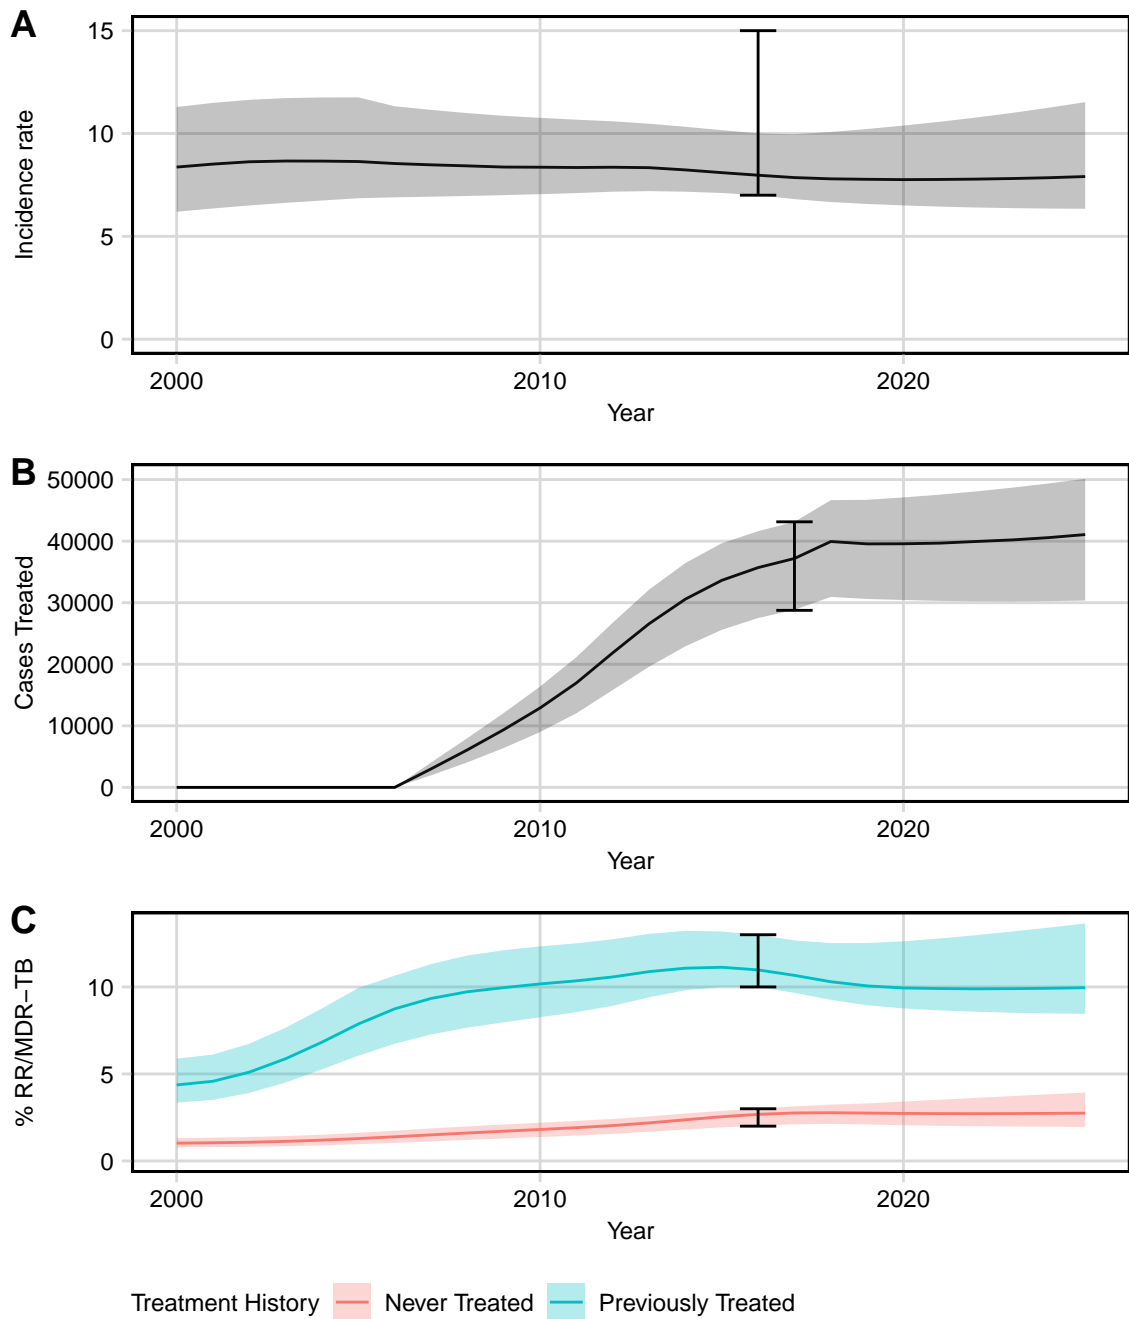 A
15
10
5
0
Incidence rate
2000 2010 2020
Year
B
50000
40000
30000
20000
10000
0
Cases Treated
2000 2010 2020
Year
C
10
5
0
% RR/MDR−TB
2000 2010 2020
Year
Treatment History Never Treated Previously Treated